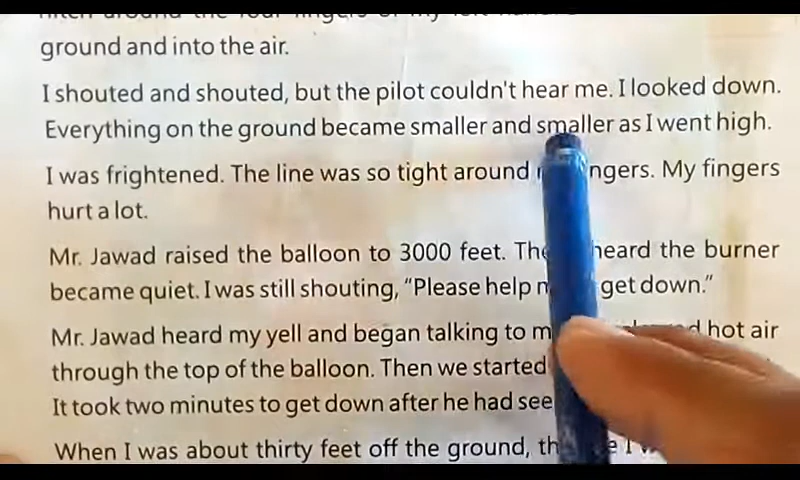 ground and into the air.
I shouted and shouted, but the pilot couldn't hear me. I looked down.
Everything on the ground became smaller and smaller as I went high.
I was frightened. The line was so tight around ngers. My fingers
hurt a lot.
Mr. Jawad raised the balloon to 3000 feet. The heard the burner
became quiet. I was still shouting, “Please help get down.”
Mr. Jawad heard my yell and began talking to hot air
through the top of the balloon. Then we started
It took two minutes to get down after he had see
When I was about thirty feet off the ground,